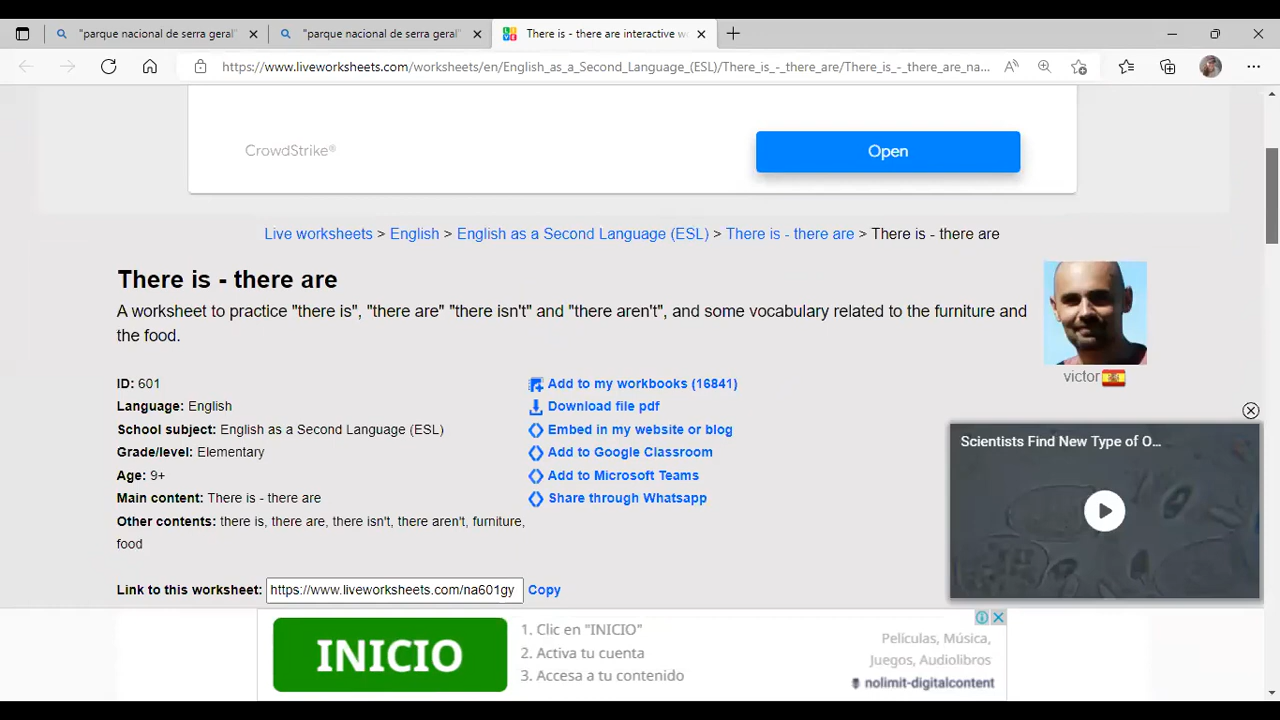 "parque nacional de serra geral"
"parque nacional de serra geral"
There is - there are interactive wo
https://www.liveworksheets.com/worksheets/en/English_as_a_Second_Language_(ESL)/There_is_-_there_are/There_is_-_there_are_na...
CrowdStrike®
Open
Live worksheets > English > English as a Second Language (ESL) > There is - there are > There is - there are
There is - there are
A worksheet to practice "there is", "there are" "there isn't" and "there aren't", and some vocabulary related to the furniture and
the food.
victor
ID: 601
Add to my workbooks (16841)
Language: English
Download file pdf
School subject: English as a Second Language (ESL)
Embed in my website or blog
Grade/level: Elementary
Add to Google Classroom
Age: 9+
Add to Microsoft Teams
Main content: There is - there are
Share through Whatsapp
Other contents: there is, there are, there isn't, there aren't, furniture,
food
Scientists Find New Type of O...
Link to this worksheet: https://www.liveworksheets.com/na601gy Copy
INICIO
1. Clic en "INICIO"
2. Activa tu cuenta
3. Accesa a tu contenido
Películas, Música,
Juegos, Audiolibros
nolimit-digitalcontent